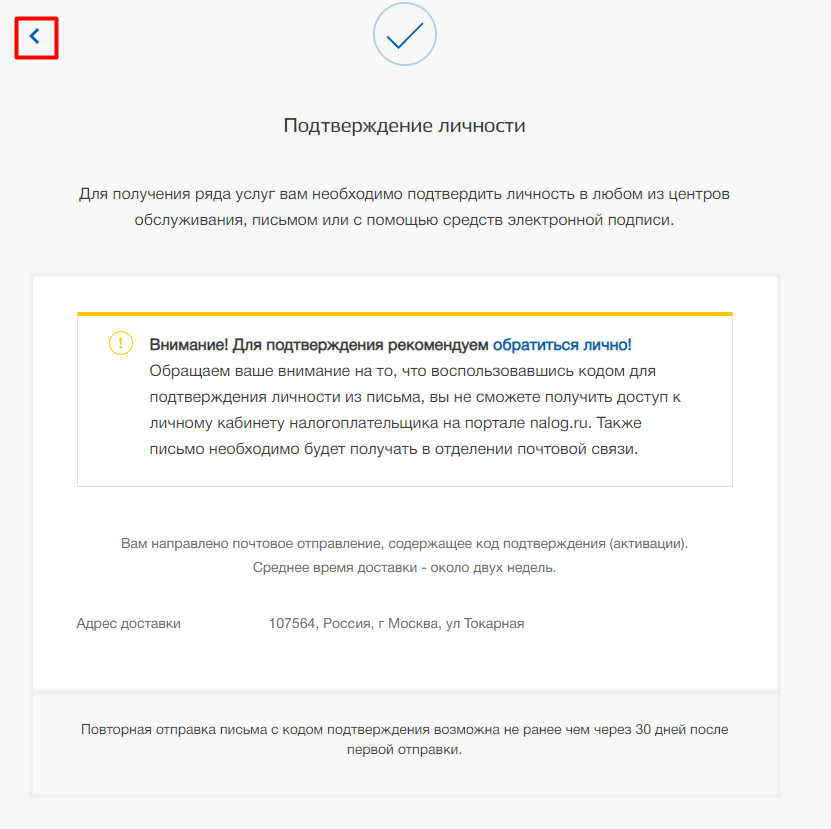 Подтверждение личности
Для получения ряда услуг вам необходимо подтвердить личность в любом из центров
обслуживания, письмом или с помощью средств электронной подписи.
Внимание! Для подтверждения рекомендуем обратиться лично!
Обращаем ваше внимание на то, что воспользовавшись кодом для
подтверждения личности из письма, вы не сможете получить доступ к
личному кабинету налогоплательщика на портале nalog.ru. Также
письмо необходимо будет получать в отделении почтовой связи.
Вам направлено почтовое отправление, содержащее код подтверждения (активации).
Среднее время доставки - около двух недель.
Адрес доставки 107564, Россия, г Москва, ул Токарная
Повторная отправка письма с кодом подтверждения возможна не ранее чем через 30 дней после
первой отправки.